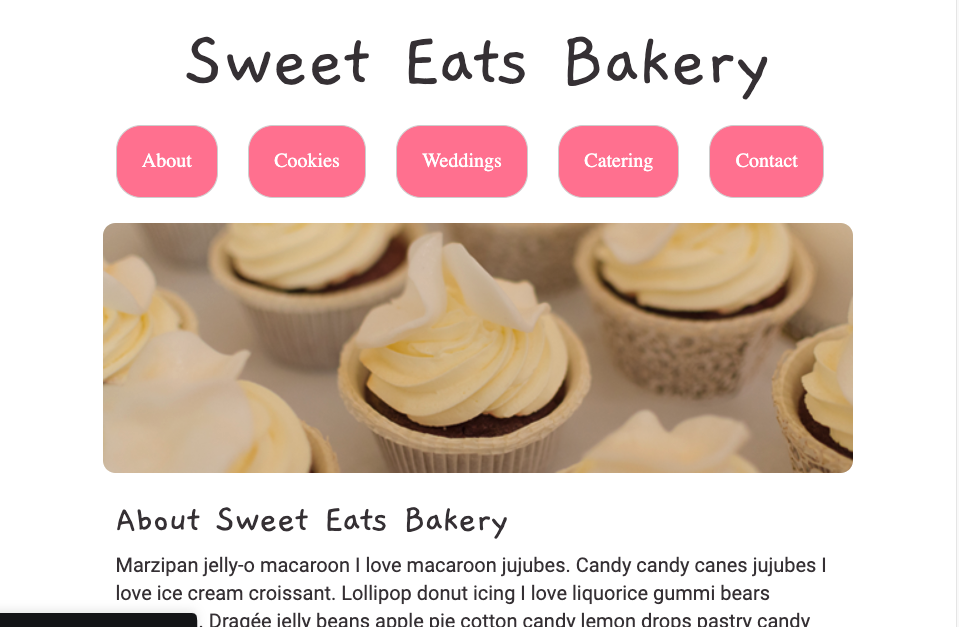 Sweet Eats Bakery
About Cookies Weddings Catering Contact
About Sweet Eats Bakery
Marzipan jelly-o macaroon I love macaroon jujubes. Candy candy canes jujubes I
love ice cream croissant. Lollipop donut icing I love liquorice gummi bears
. Dragée jelly beans apple pie cotton candy lemon drops pastry candy